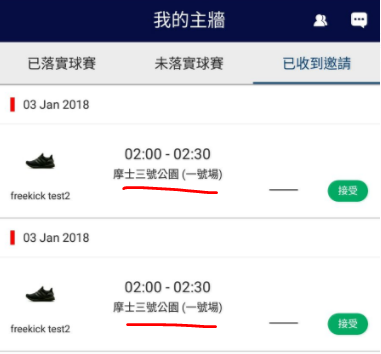 我的主牆
已落實球賽 未落實球賽 已收到邀請
03 Jan 2018
02:00 - 02:30
摩士三號公園 (一號場)
freekick test2
接受
03 Jan 2018
02:00 - 02:30
摩士三號公園 (一號場)
freekick test2
接受